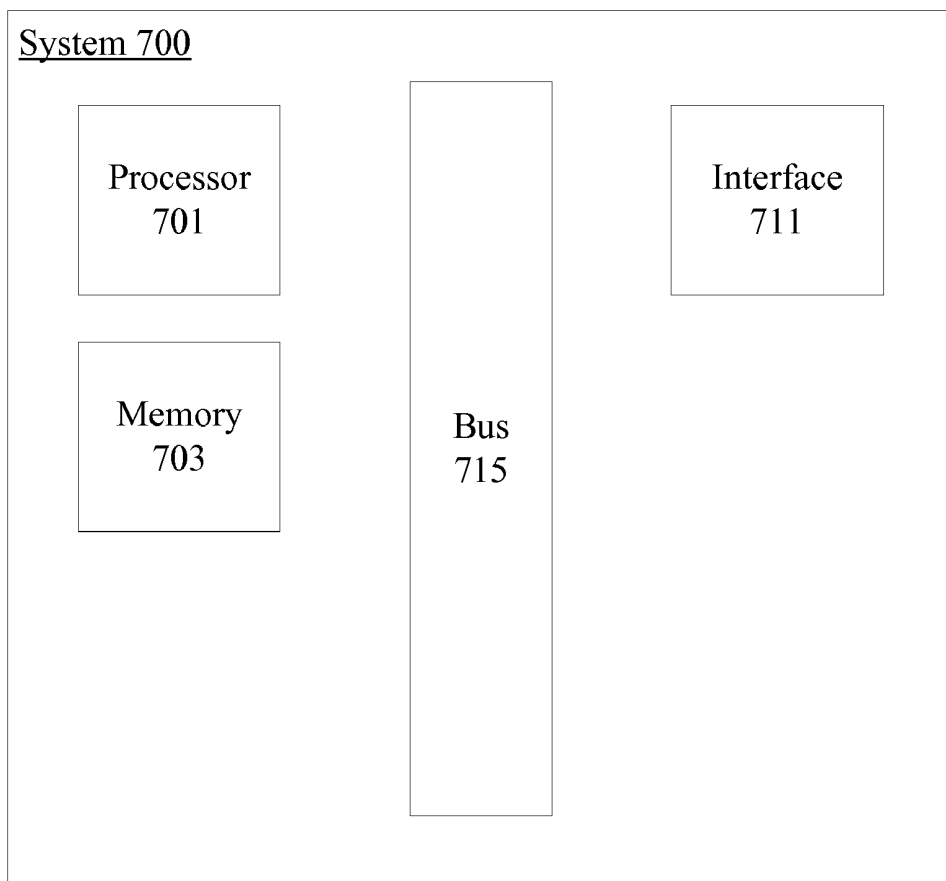 System 700
Processor
701
Interface
711
Memory
703
Bus
715